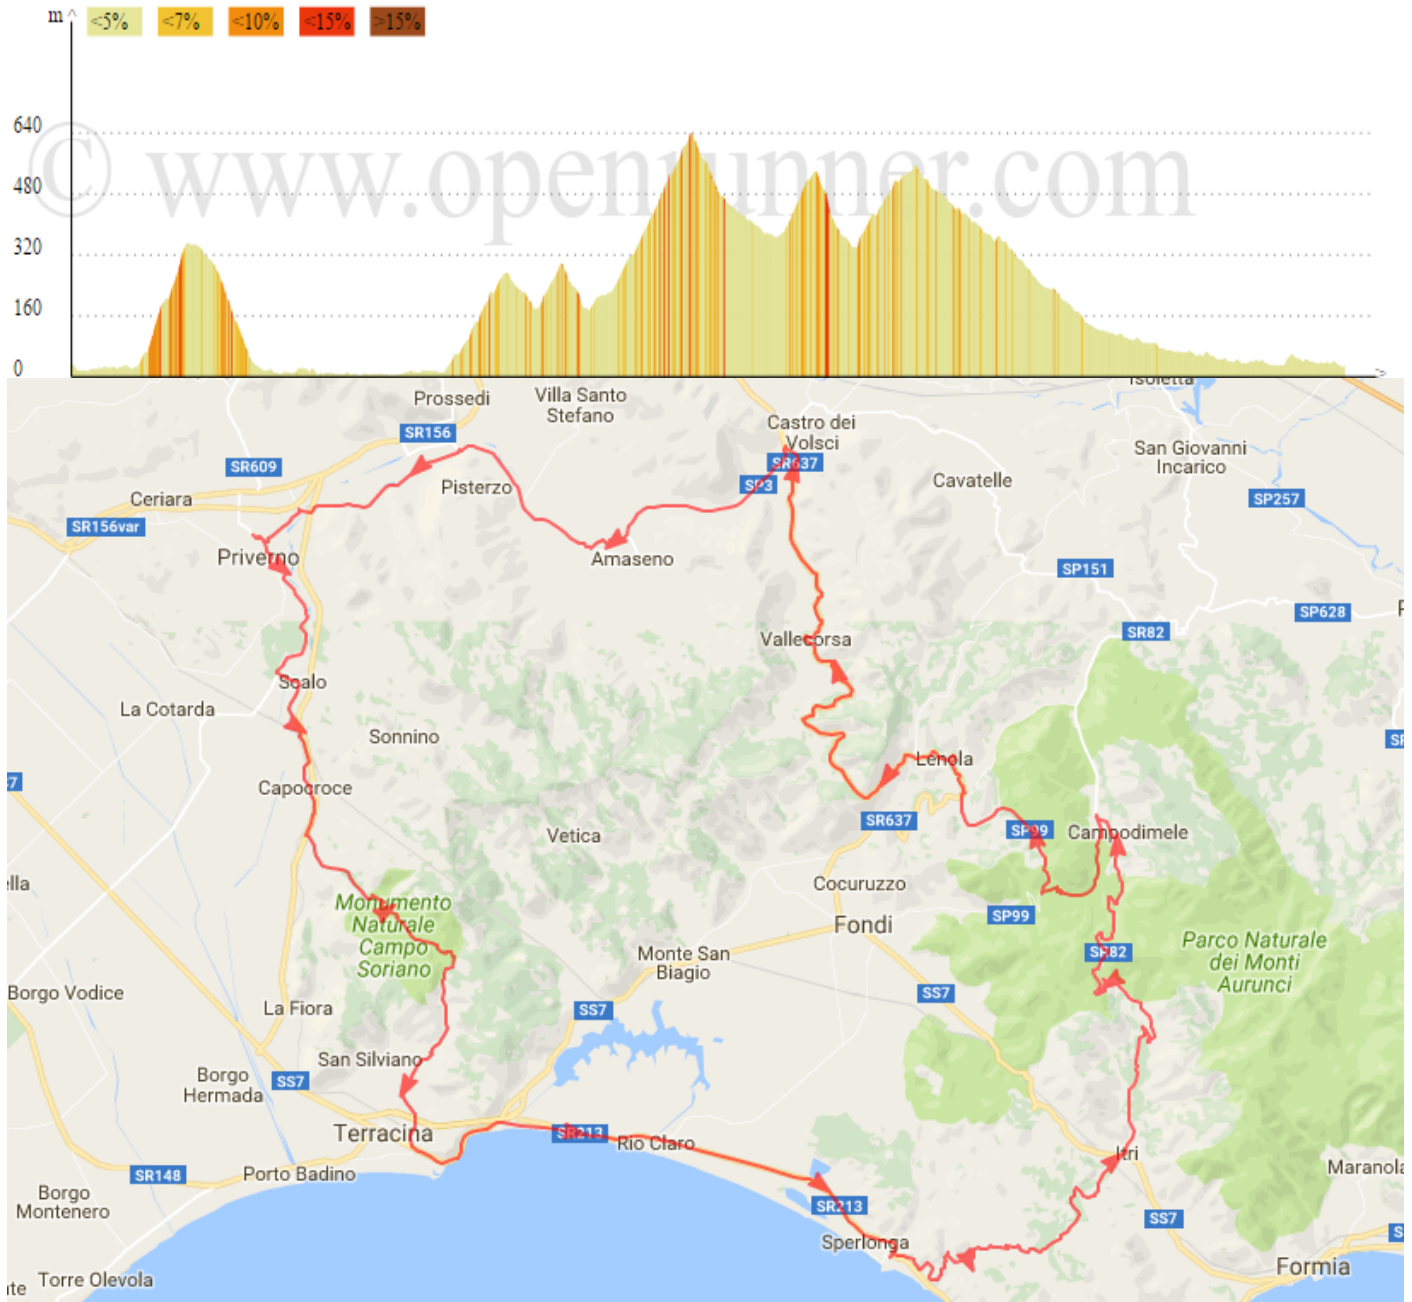 m ^
<5%
<7%
<10%
<15%
>15%
640
480
320
160
0
>
© www.openrunner.com
Isoletta
Prossedi
Villa Santo
Stefano
Castro dei
Volsci
SR156
SR637
San Giovanni
Incarico
SR609
SP3
Cavatelle
Ceriara
Pisterzo
SP257
SR156var
Priverno
Amaseno
SP151
SP628
SR82
Vallecorsa
Scalo
La Cotarda
Sonnino
Lenola
Capocroce
SR637
SP99
Campodimele
Vetica
Cocuruzzo
SP99
Monumento
Naturale
Campo
Soriano
Fondi
Monte San
Biagio
SR82
Parco Naturale
dei Monti
Aurunci
Borgo Vodice
La Fiora
SS7
SS7
San Silviano
Borgo
Hermada
SS7
Terracina
SR213
Rio Claro
Itri
SR148
Porto Badino
Maranola
Borgo
Montenero
SR213
SS7
Sperlonga
Formia
Torre Olevola